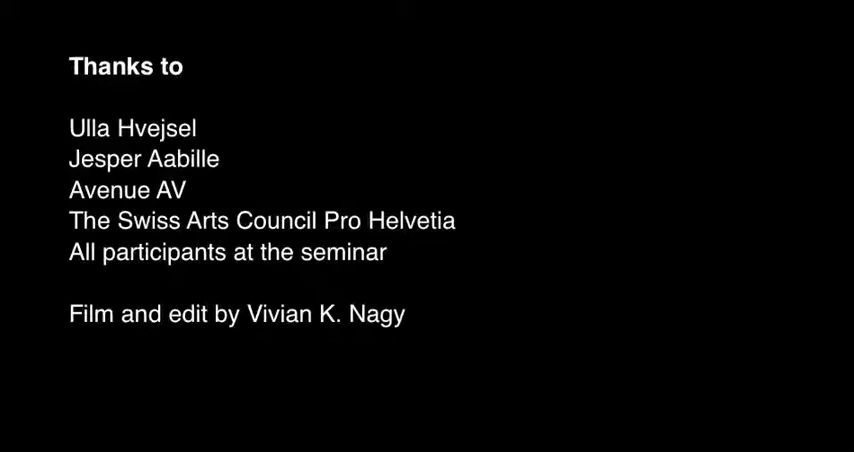 Thanks to
Ulla Hvejsel
Jesper Aabille
Avenue AV
The Swiss Arts Council Pro Helvetia
All participants at the seminar
Film and edit by Vivian K. Nagy